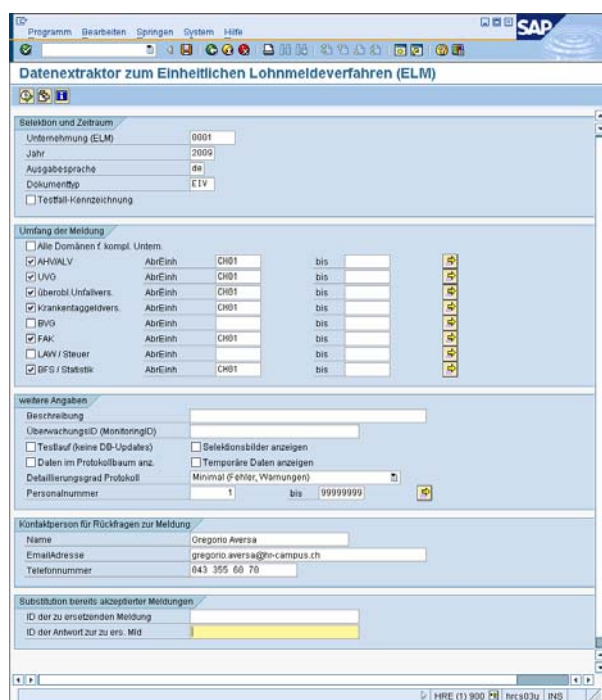 Programm Bearbeiten Springen System Hilfe
SAP
Datenextraktor zum Einheitlichen Lohnmeldeverfahren (ELM)
Selektion und Zeitraum
Unternehmung (ELM) 0001
Jahr 2009
Ausgabesprache de
Dokumenttyp EIV
Testfall-Kennzeichnung
Umfang der Meldung
Alle Domänen f. kompl. Untern.
AHV/ALV AbrEinh CH01 bis
UVG AbrEinh CH01 bis
überobl.Unfallvers. AbrEinh CH01 bis
Krankentaggeldvers. AbrEinh CH01 bis
BVG AbrEinh bis
FAK AbrEinh CH01 bis
LAW / Steuer AbrEinh bis
BFS / Statistik AbrEinh CH01 bis
weitere Angaben
Beschreibung
ÜberwachungsID (MonitoringID)
Testlauf (keine DB-Updates) Selektionsbilder anzeigen
Daten im Protokollbaum anz. Temporäre Daten anzeigen
Detaillierungsgrad Protokoll Minimal (Fehler, Warnungen)
Personalnummer 1 bis 99999999
Kontaktperson für Rückfragen zur Meldung
Name Gregorio Aversa
EmailAdresse gregorio.aversa@hr-campus.ch
Telefonnummer 043 355 60 70
Substitution bereits akzeptierter Meldungen
ID der zu ersetzenden Meldung
ID der Antwort zur zu ers. Mld
HRE (1) 900 hrcs03u INS